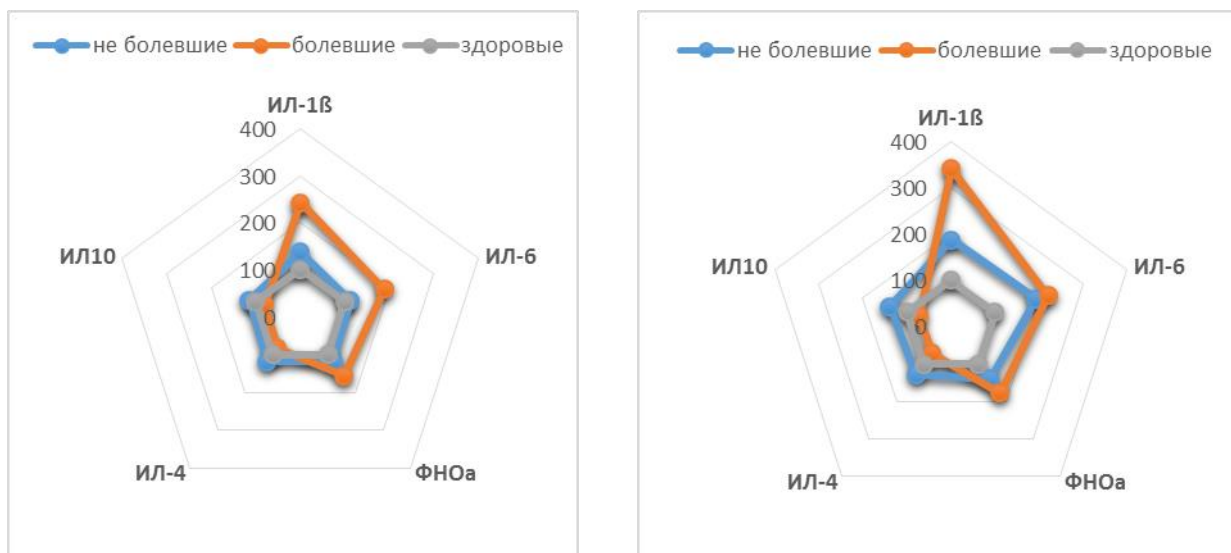 не болевшие болевшие здоровые
ИЛ-1ß
400
300
200
100
0
ИЛ-6
ФНОа
ИЛ-4
ИЛ10
не болевшие болевшие здоровые
ИЛ-1ß
400
300
200
100
0
ИЛ-6
ФНОа
ИЛ-4
ИЛ10